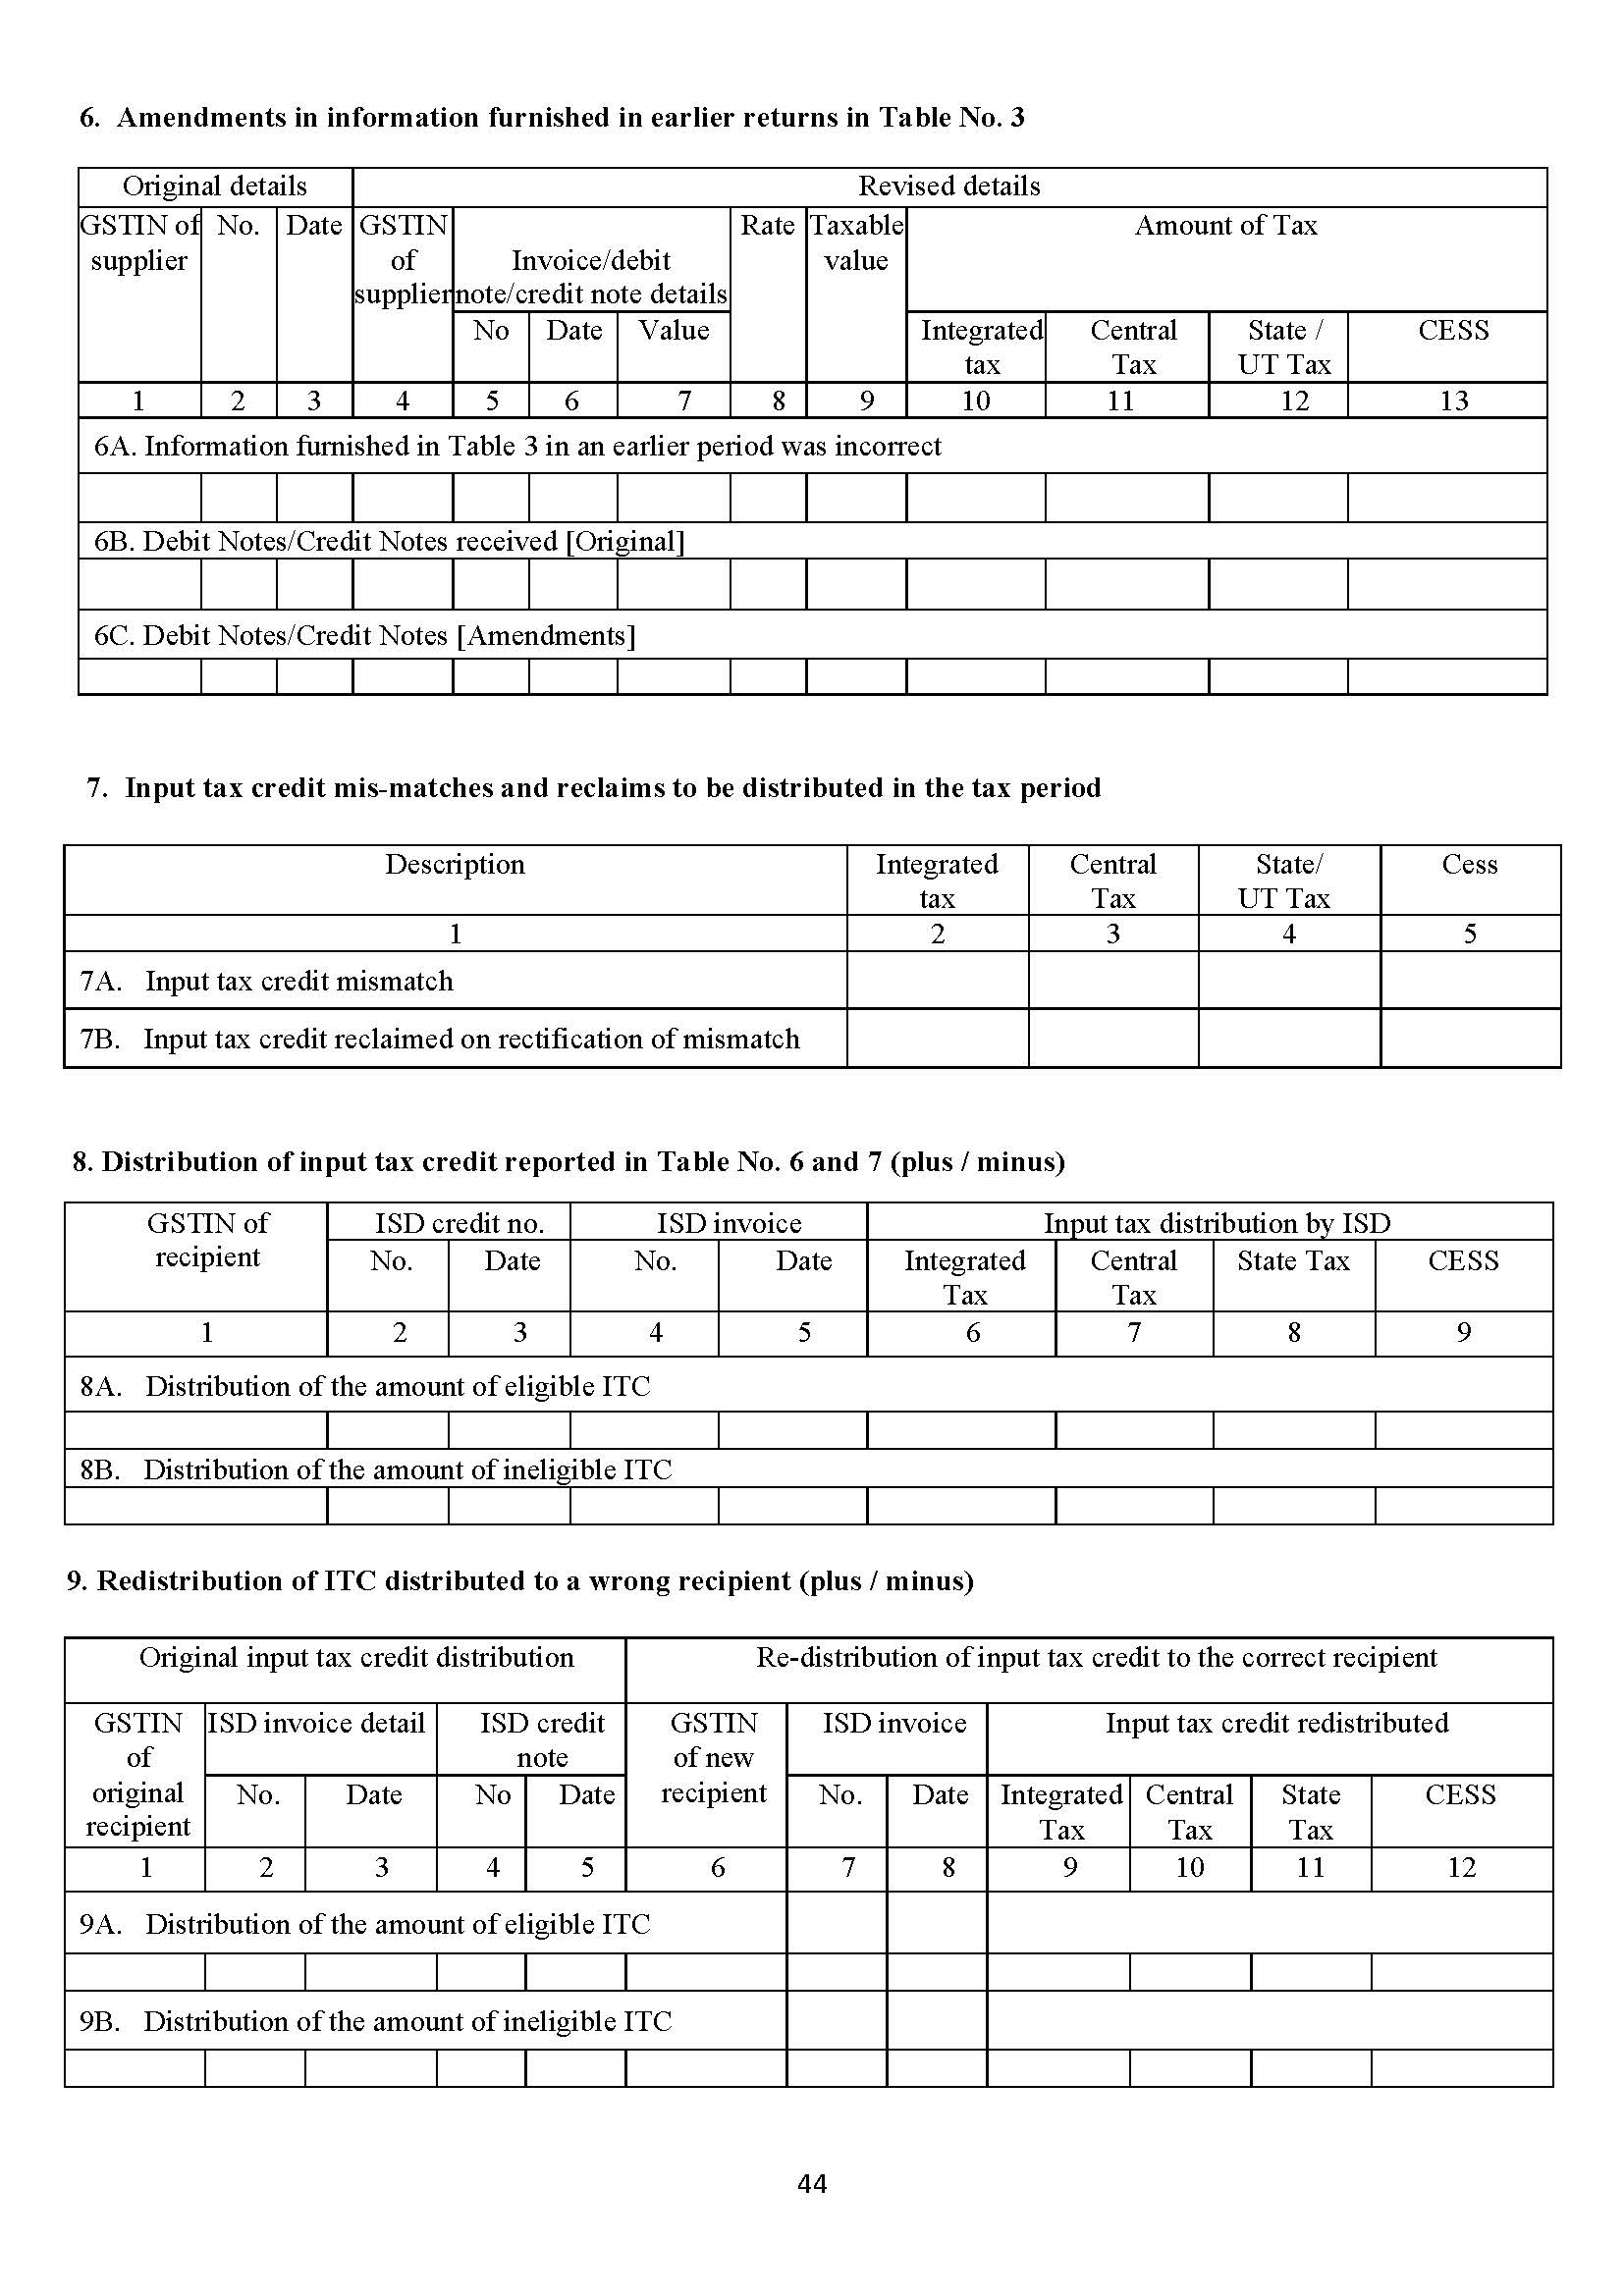 6. Amendments in information furnished in earlier returns in Table No. 3
Original details Revised details
GSTIN of supplier No. Date GSTIN of supplier Invoice/debit note/credit note details Rate Taxable value Amount of Tax
No Date Value Integrated tax Central Tax State / UT Tax CESS
1 2 3 4 5 6 7 8 9 10 11 12 13
6A. Information furnished in Table 3 in an earlier period was incorrect
6B. Debit Notes/Credit Notes received [Original]
6C. Debit Notes/Credit Notes [Amendments]
7. Input tax credit mis-matches and reclaims to be distributed in the tax period
Description Integrated tax Central Tax State/ UT Tax Cess
1 2 3 4 5
7A. Input tax credit mismatch
7B. Input tax credit reclaimed on rectification of mismatch
8. Distribution of input tax credit reported in Table No. 6 and 7 (plus / minus)
GSTIN of recipient ISD credit no. ISD invoice Input tax distribution by ISD
No. Date No. Date Integrated Tax Central Tax State Tax CESS
1 2 3 4 5 6 7 8 9
8A. Distribution of the amount of eligible ITC
8B. Distribution of the amount of ineligible ITC
9. Redistribution of ITC distributed to a wrong recipient (plus / minus)
Original input tax credit distribution Re-distribution of input tax credit to the correct recipient
GSTIN of original recipient ISD invoice detail ISD credit note GSTIN of new recipient ISD invoice Input tax credit redistributed
No. Date No Date No. Date Integrated Tax Central Tax State Tax CESS
1 2 3 4 5 6 7 8 9 10 11 12
9A. Distribution of the amount of eligible ITC
9B. Distribution of the amount of ineligible ITC
44